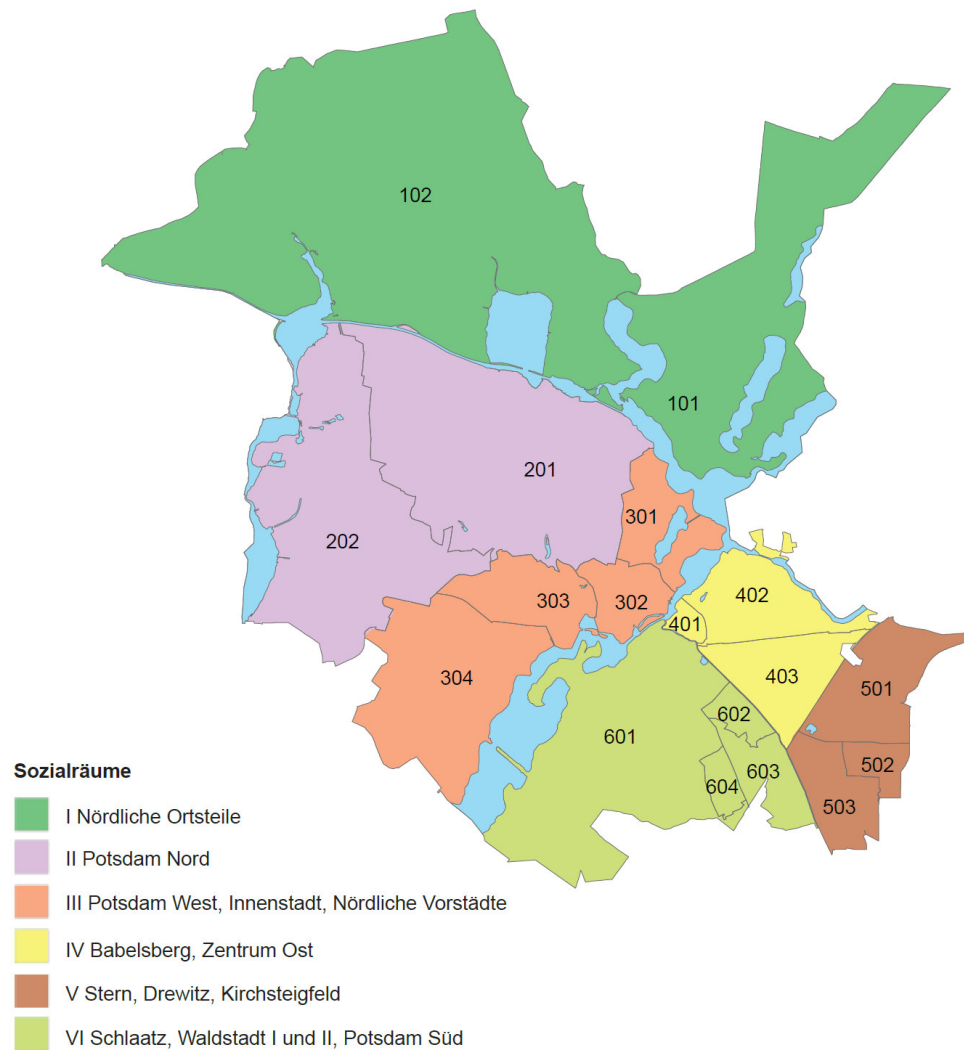 102
101
201
301
202
402
303
302
401
304
403
501
602
601
502
603
604
503
Sozialräume
I Nördliche Ortsteile
II Potsdam Nord
III Potsdam West, Innenstadt, Nördliche Vorstädte
IV Babelsberg, Zentrum Ost
V Stern, Drewitz, Kirchsteigfeld
VI Schlaatz, Waldstadt I und II, Potsdam Süd